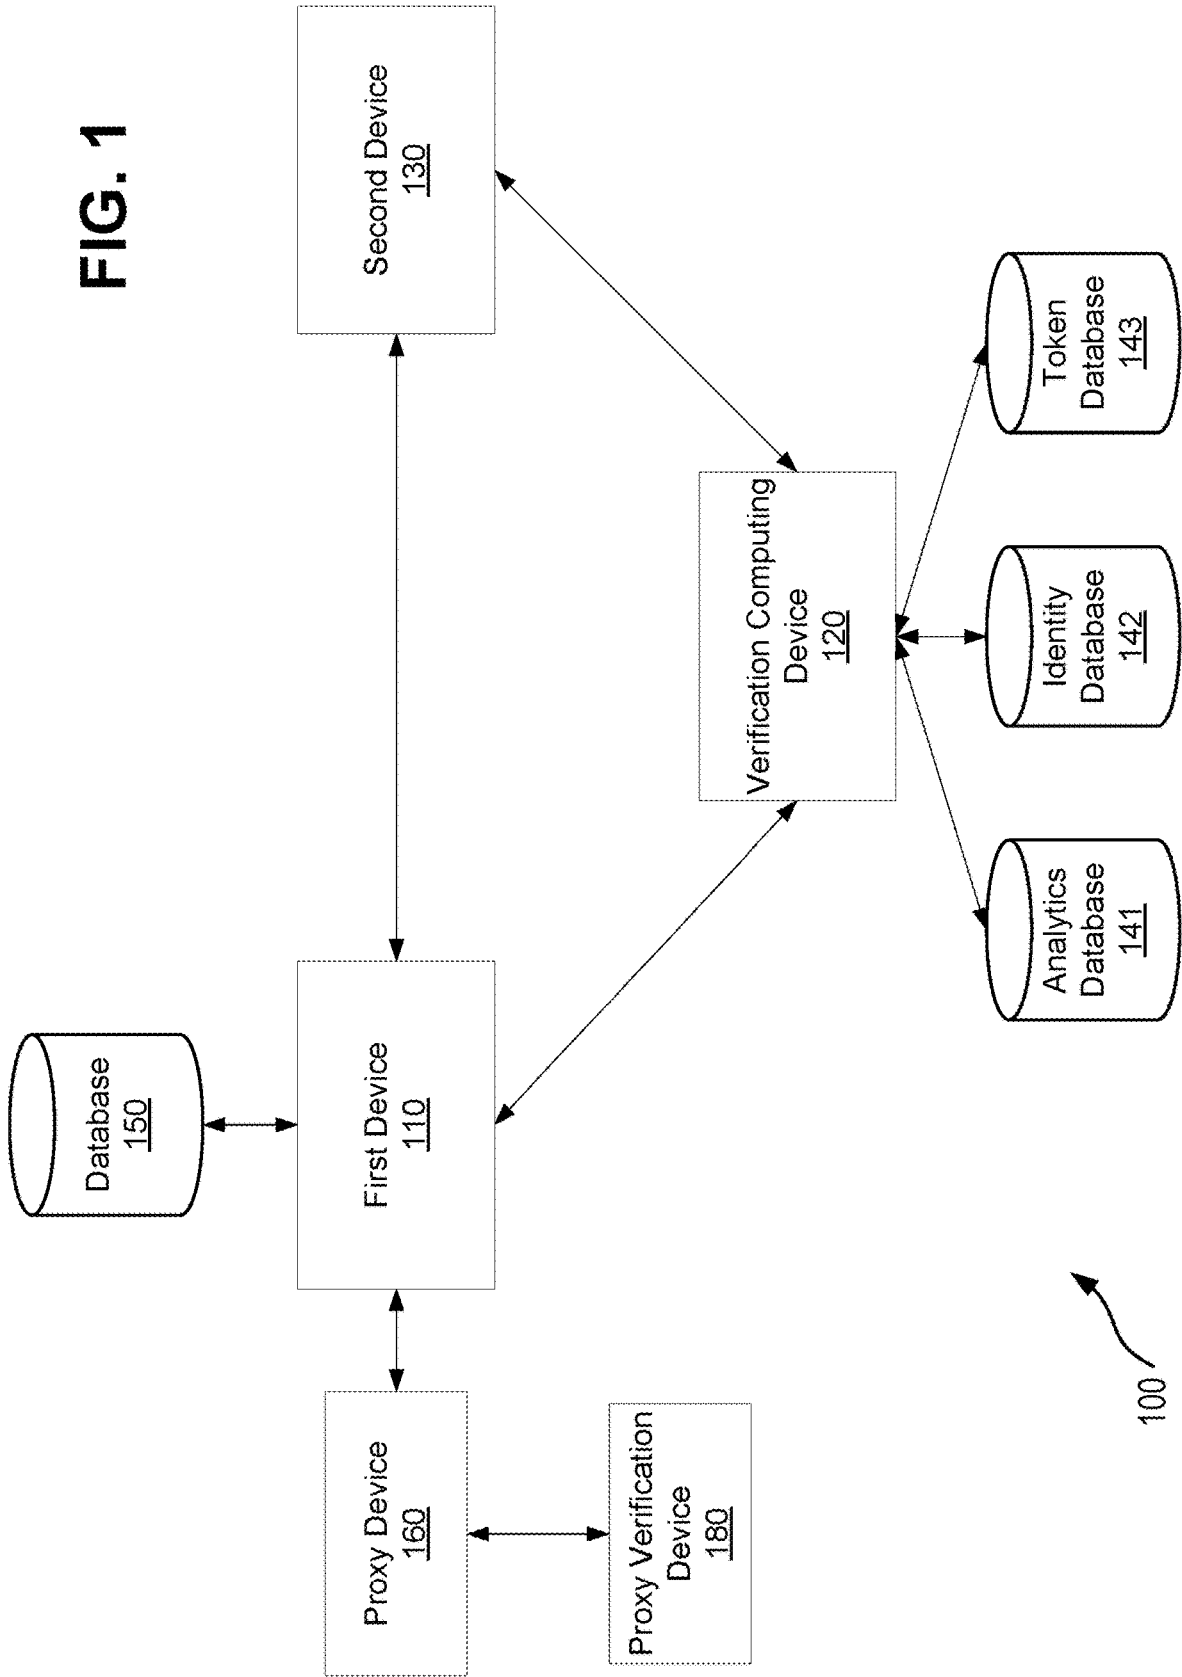 FIG. 1
Database
150
Proxy Device
160
First Device
110
Second Device
130
Proxy Verification
Device
180
Verification Computing
Device
120
Analytics
Database
141
Identity
Database
142
Token
Database
143
100